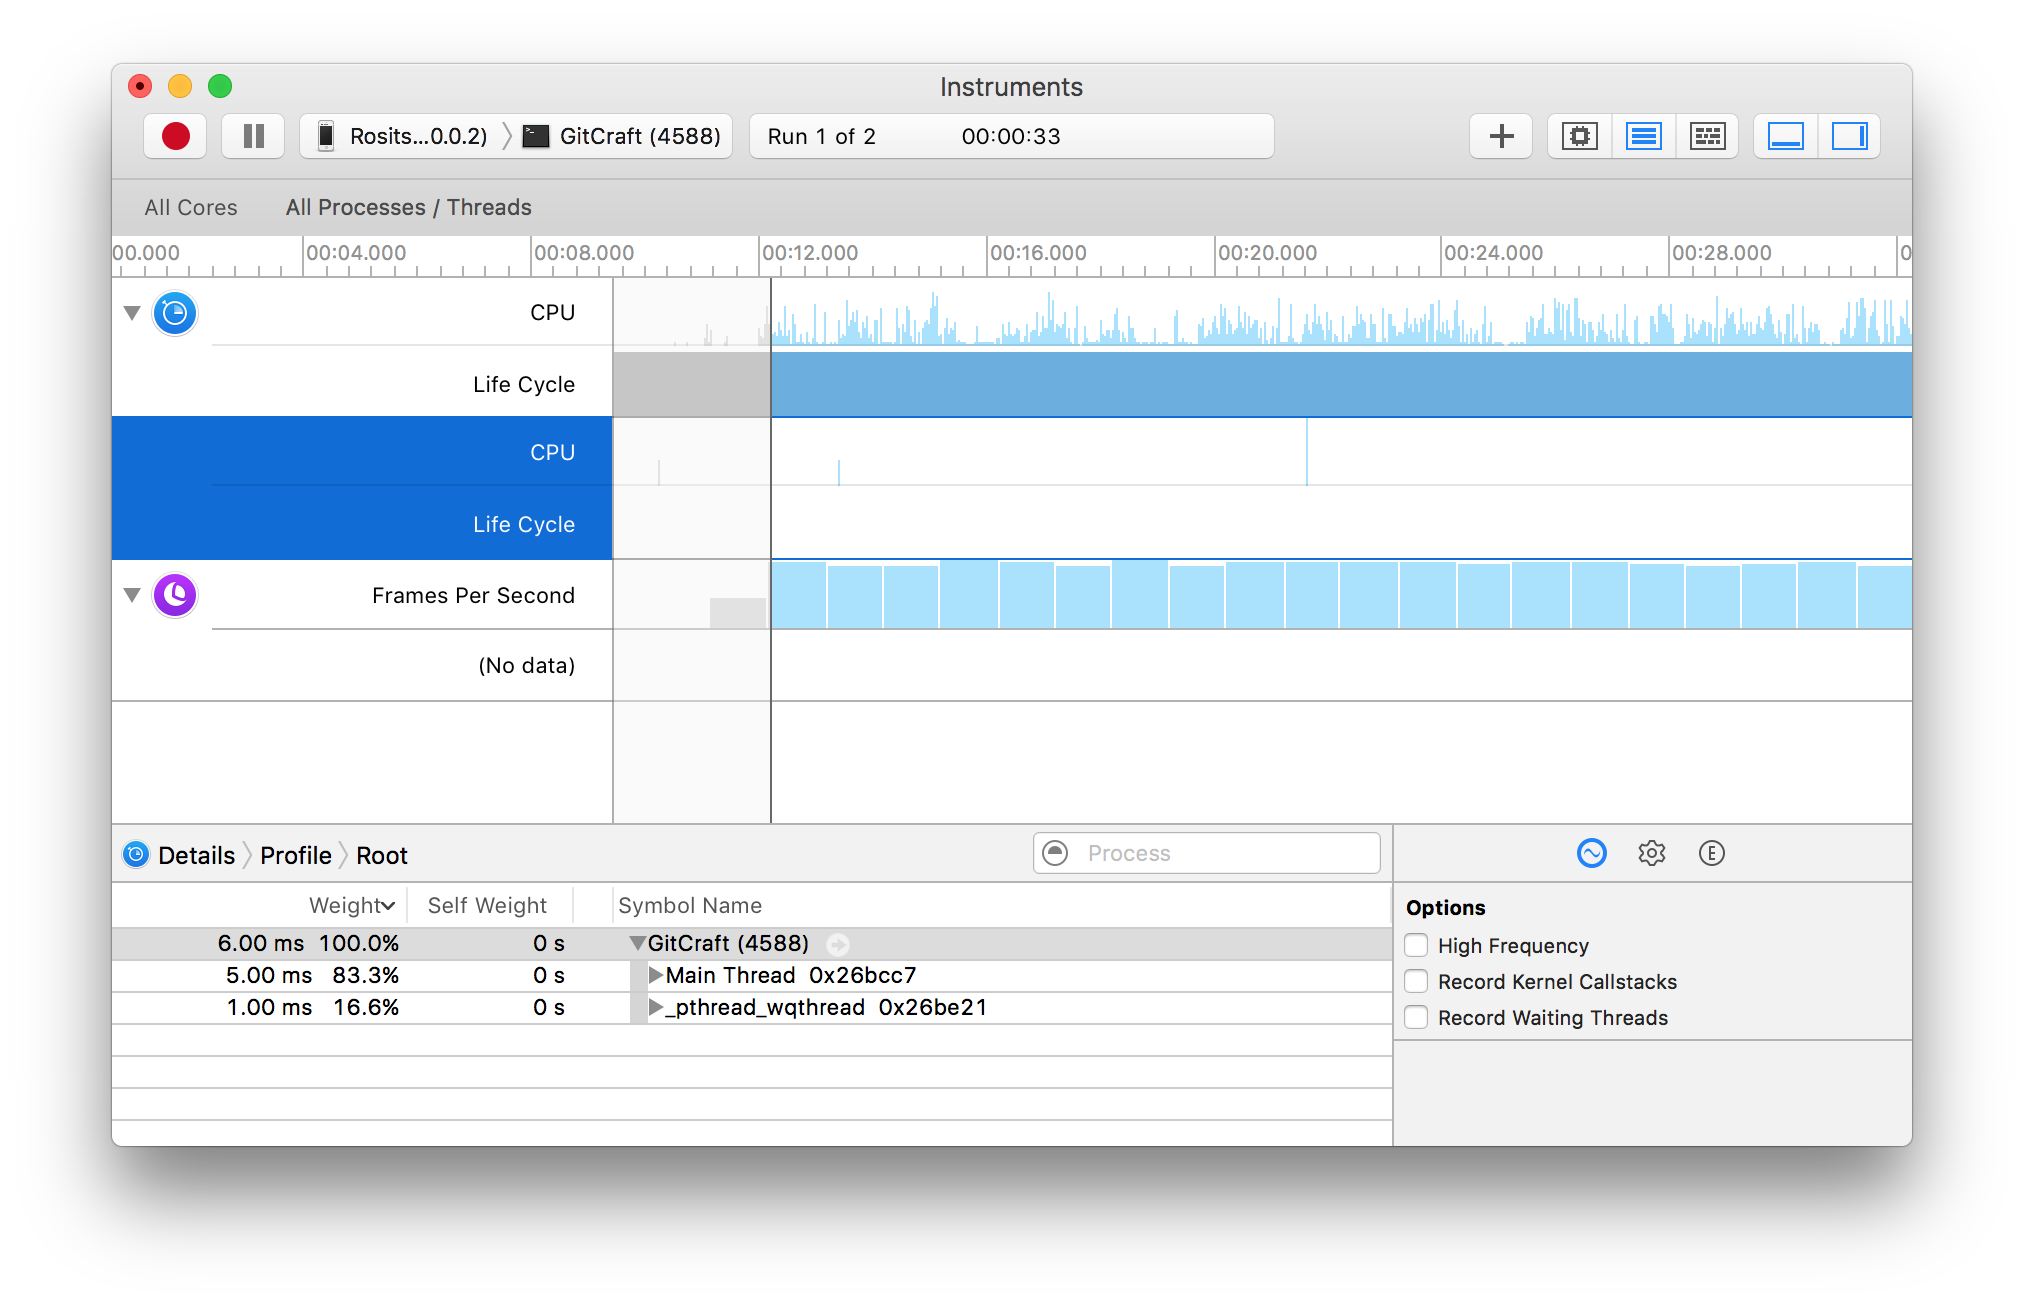 Instruments
Rosits...0.0.2) GitCraft (4588) Run 1 of 2 00:00:33
All Cores All Processes / Threads
00.000 00:04.000 00:08.000 00:12.000 00:16.000 00:20.000 00:24.000 00:28.000 0
CPU
Life Cycle
CPU
Life Cycle
Frames Per Second
(No data)
Details Profile Root Process E
Weight Self Weight Symbol Name
6.00 ms 100.0% 0 s GitCraft (4588)
5.00 ms 83.3% 0 s Main Thread 0x26bcc7
1.00 ms 16.6% 0 s _pthread_wqthread 0x26be21
Options
High Frequency
Record Kernel Callstacks
Record Waiting Threads